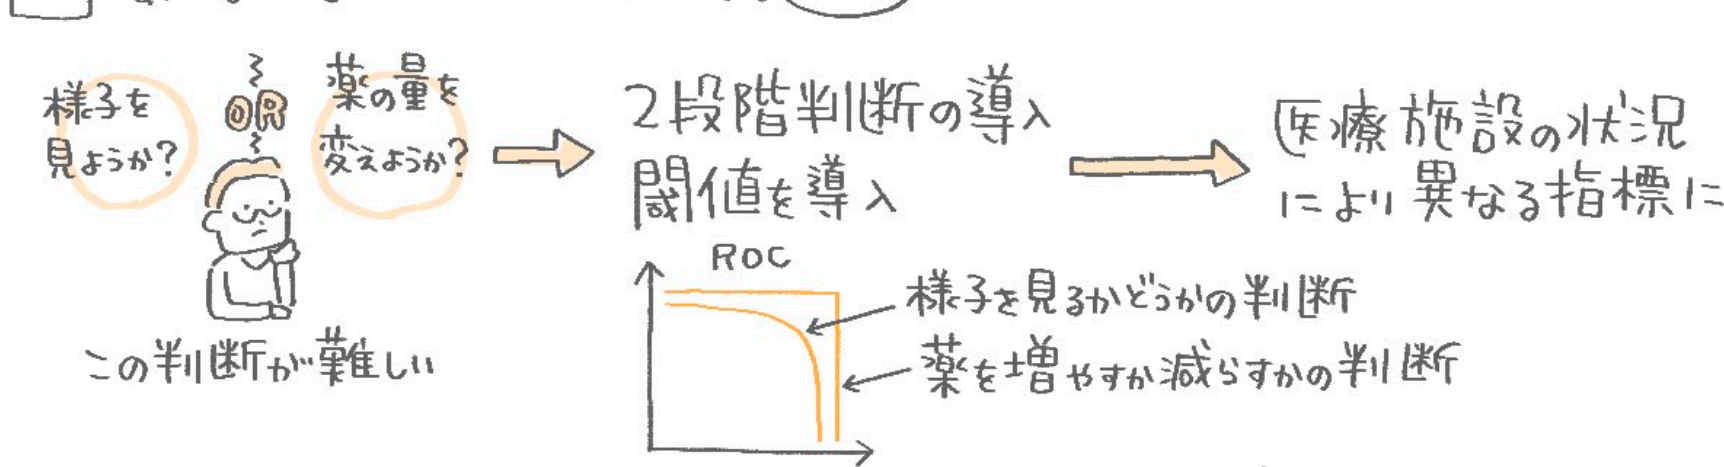 様子を
見ようか?
OR
薬の量を
変えようか?
この判断が難しい
2段階判断の導入
閾値を導入
ROC
様子を見るかどうかの判断
薬を増やすか減らすかの判断
医療施設の状況
により異なる指標に